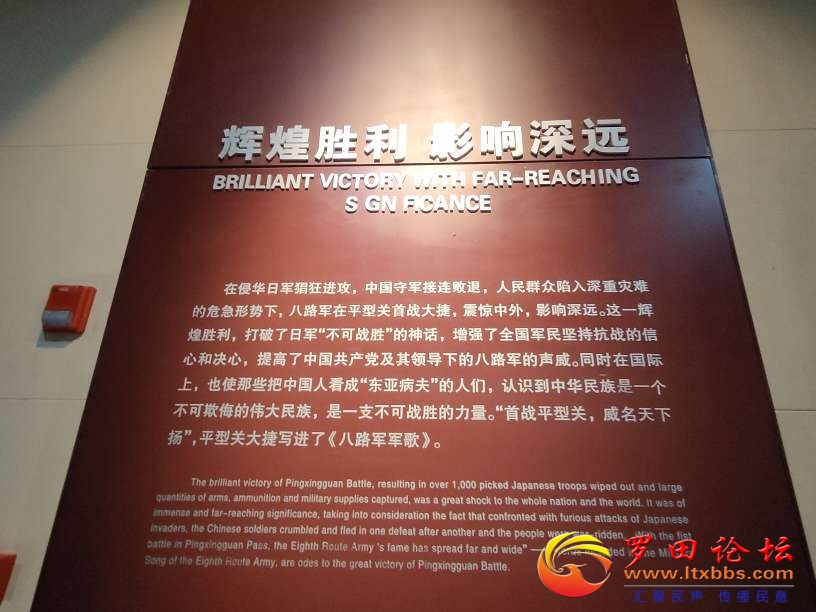 辉煌胜利 影响深远
BRILLIANT VICTORY WITH FAR-REACHING
S GN FICANCE
在侵华日军猖狂进攻，中国守军接连败退，人民群众陷入深重灾难
的危急形势下，八路军在平型关首战大捷，震惊中外，影响深远。这一辉
煌胜利，打破了日军“不可战胜”的神话，增强了全国军民坚持抗战的信
心和决心，提高了中国共产党及其领导下的八路军的声威。同时在国际
上，也使那些把中国人看成“东亚病夫”的人们，认识到中华民族是一个
不可欺侮的伟大民族，是一支不可战胜的力量。“首战平型关，威名天下
扬”，平型关大捷写进了《八路军军歌》。
The brilliant victory of Pingxingguan Battle, resulting in over 1,000 picked Japanese troops wiped out and large
quantities of arms, ammunition and military supplies captured, was a great shock to the whole nation and the world. It was of
immense and far-reaching significance, taking into consideration the fact that confronted with furious attacks of Japanese
invaders, the Chinese soldiers crumbled and fled in one defeat after another and the people were ridden. With the fist
battle in Pingxingguan Pass, the Eighth Route Army 's fame has spread far and wide" — in the
Song of the Eighth Route Army, are odes to the great victory of Pingxingguan Battle.
罗田论坛
www.ltxbbs.com
汇聚民声 传播民意